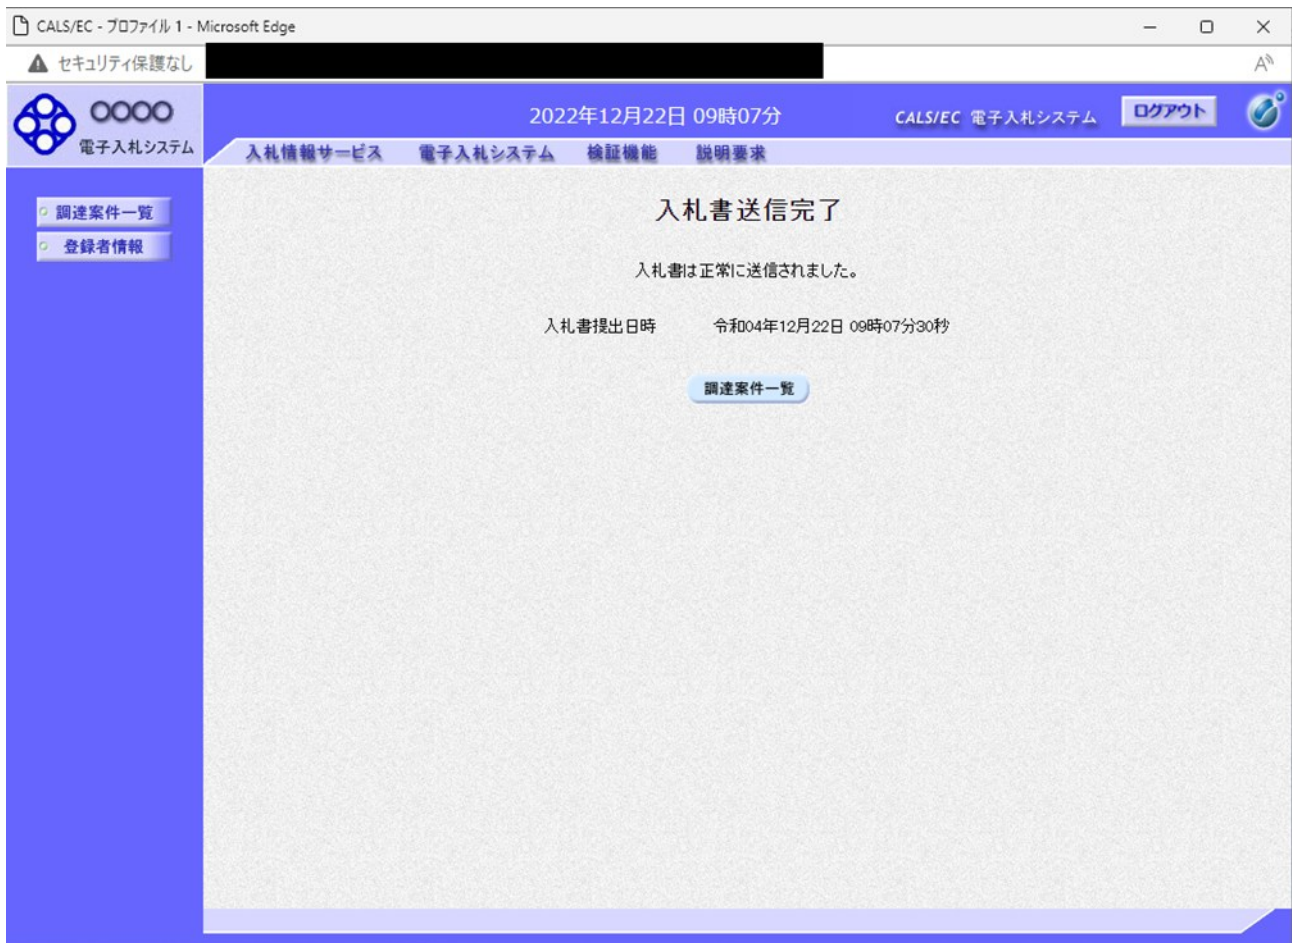 CALS/EC - プロファイル 1 - Microsoft Edge
セキュリティ保護なし
○○○○
電子入札システム
2022年12月22日 09時07分
CALS/EC 電子入札システム
ログアウト
入札情報サービス 電子入札システム 検証機能 説明要求
調達案件一覧
登録者情報
入札書送信完了
入札書は正常に送信されました。
入札書提出日時 令和04年12月22日 09時07分30秒
調達案件一覧